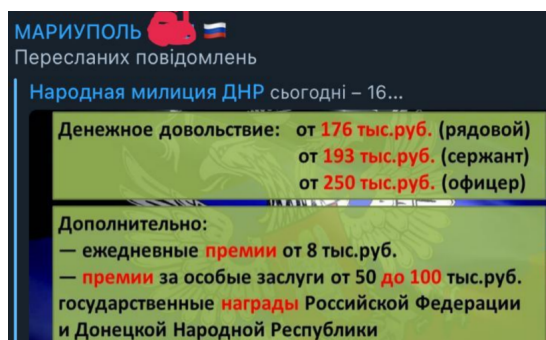 МАРИУПОЛЬ
Пересланих повідомлень
Народная милиция ДНР сьогодні – 16...
Денежное довольствие: от 176 тыс.руб. (рядовой)
от 193 тыс.руб. (сержант)
от 250 тыс.руб. (офицер)
Дополнительно:
— ежедневные премии от 8 тыс.руб.
— премии за особые заслуги от 50 до 100 тыс.руб.
государственные награды Российской Федерации
и Донецкой Народной Республики